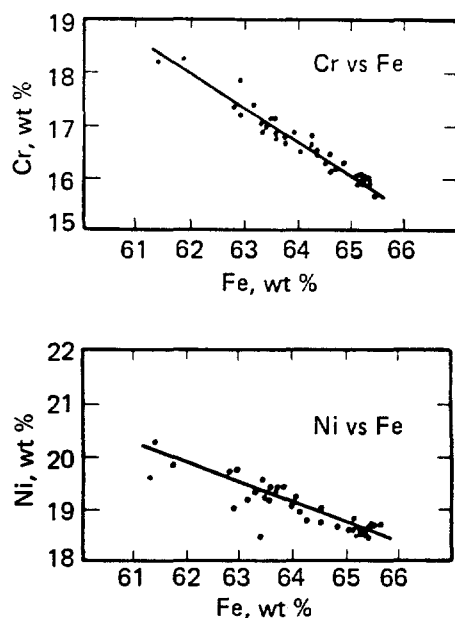 19
18
17
16
15
Cr, wt %
Cr vs Fe
61 62 63 64 65 66
Fe, wt %
22
21
20
19
18
Ni, wt %
Ni vs Fe
61 62 63 64 65 66
Fe, wt %